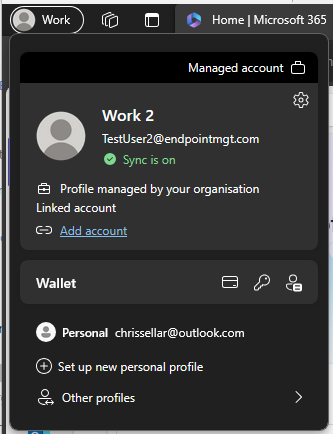 Work
Home | Microsoft 365
Managed account
Work 2
TestUser2@endpointmgt.com
Sync is on
Profile managed by your organisation
Linked account
Add account
Wallet
Personal chrissellar@outlook.com
Set up new personal profile
Other profiles